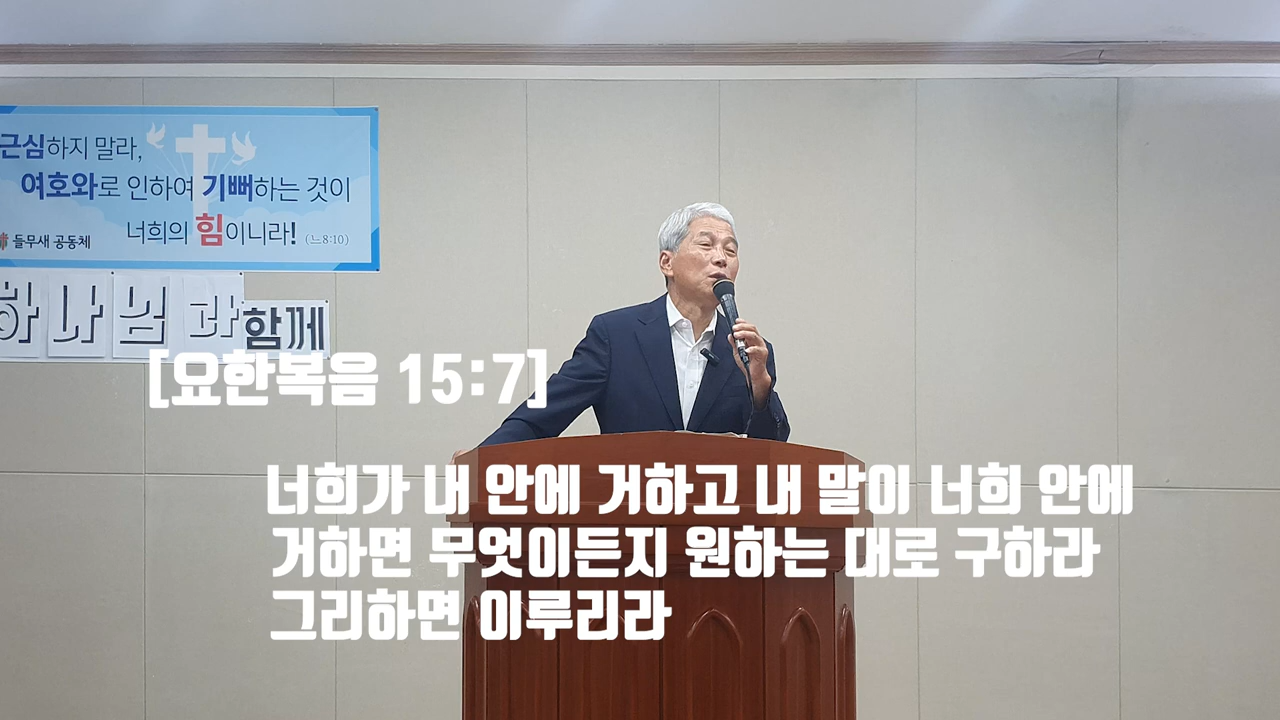 근심하지 말라,
여호와로 인하여 기뻐하는 것이
너희의 힘이니라! (느8:10)
들무새 공동체
하나님과 함께
[요한복음 15:7]
너희가 내 안에 거하고 내 말이 너희 안에
거하면 무엇이든지 원하는 대로 구하라
그리하면 이루리라